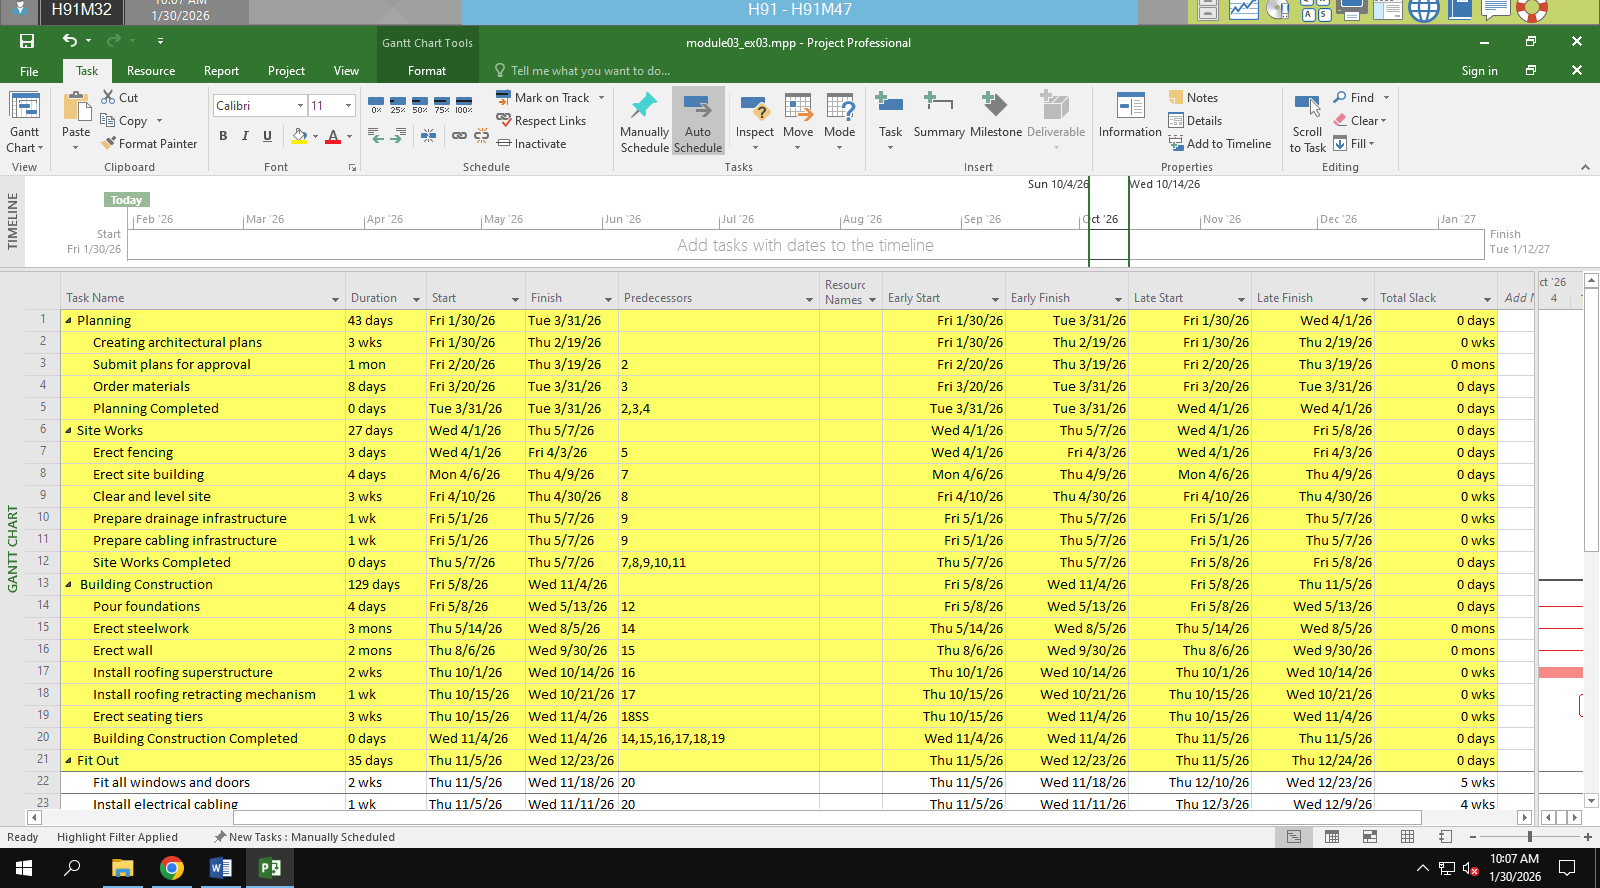 H91M32
10:07 AM
1/30/2026
H91 - H91M47
Gantt Chart Tools
module03_ex03.mpp - Project Professional
File Task Resource Report Project View Format Tell me what you want to do... Sign in
Gantt Chart
View
Paste
Cut
Copy
Format Painter
Clipboard
Calibri 11
B I U A
Font
0% 25% 50% 75% 100%
Mark on Track
Respect Links
Inactivate
Schedule
Manually Schedule
Auto Schedule
Inspect Move Mode
Tasks
Task Summary Milestone Deliverable
Insert
Information
Notes
Details
Add to Timeline
Properties
Scroll to Task
Find
Clear
Fill
Editing
TIMELINE
Sun 10/4/26 Wed 10/14/26
Today
Feb '26 Mar '26 Apr '26 May '26 Jun '26 Jul '26 Aug '26 Sep '26 Oct '26 Nov '26 Dec '26 Jan '27
Start
Fri 1/30/26
Add tasks with dates to the timeline
Finish
Tue 1/12/27
GANTT CHART
Task Name Duration Start Finish Predecessors Resourc Names Early Start Early Finish Late Start Late Finish Total Slack Add N ct '26 4
1 Planning 43 days Fri 1/30/26 Tue 3/31/26 Fri 1/30/26 Tue 3/31/26 Fri 1/30/26 Wed 4/1/26 0 days
2 Creating architectural plans 3 wks Fri 1/30/26 Thu 2/19/26 Fri 1/30/26 Thu 2/19/26 Fri 1/30/26 Thu 2/19/26 0 wks
3 Submit plans for approval 1 mon Fri 2/20/26 Thu 3/19/26 2 Fri 2/20/26 Thu 3/19/26 Fri 2/20/26 Thu 3/19/26 0 mons
4 Order materials 8 days Fri 3/20/26 Tue 3/31/26 3 Fri 3/20/26 Tue 3/31/26 Fri 3/20/26 Tue 3/31/26 0 days
5 Planning Completed 0 days Tue 3/31/26 Tue 3/31/26 2,3,4 Tue 3/31/26 Tue 3/31/26 Wed 4/1/26 Wed 4/1/26 0 days
6 Site Works 27 days Wed 4/1/26 Thu 5/7/26 Wed 4/1/26 Thu 5/7/26 Wed 4/1/26 Fri 5/8/26 0 days
7 Erect fencing 3 days Wed 4/1/26 Fri 4/3/26 5 Wed 4/1/26 Fri 4/3/26 Wed 4/1/26 Fri 4/3/26 0 days
8 Erect site building 4 days Mon 4/6/26 Thu 4/9/26 7 Mon 4/6/26 Thu 4/9/26 Mon 4/6/26 Thu 4/9/26 0 days
9 Clear and level site 3 wks Fri 4/10/26 Thu 4/30/26 8 Fri 4/10/26 Thu 4/30/26 Fri 4/10/26 Thu 4/30/26 0 wks
10 Prepare drainage infrastructure 1 wk Fri 5/1/26 Thu 5/7/26 9 Fri 5/1/26 Thu 5/7/26 Fri 5/1/26 Thu 5/7/26 0 wks
11 Prepare cabling infrastructure 1 wk Fri 5/1/26 Thu 5/7/26 9 Fri 5/1/26 Thu 5/7/26 Fri 5/1/26 Thu 5/7/26 0 wks
12 Site Works Completed 0 days Thu 5/7/26 Thu 5/7/26 7,8,9,10,11 Thu 5/7/26 Thu 5/7/26 Fri 5/8/26 Fri 5/8/26 0 days
13 Building Construction 129 days Fri 5/8/26 Wed 11/4/26 Fri 5/8/26 Wed 11/4/26 Fri 5/8/26 Thu 11/5/26 0 days
14 Pour foundations 4 days Fri 5/8/26 Wed 5/13/26 12 Fri 5/8/26 Wed 5/13/26 Fri 5/8/26 Wed 5/13/26 0 days
15 Erect steelwork 3 mons Thu 5/14/26 Wed 8/5/26 14 Thu 5/14/26 Wed 8/5/26 Thu 5/14/26 Wed 8/5/26 0 mons
16 Erect wall 2 mons Thu 8/6/26 Wed 9/30/26 15 Thu 8/6/26 Wed 9/30/26 Thu 8/6/26 Wed 9/30/26 0 mons
17 Install roofing superstructure 2 wks Thu 10/1/26 Wed 10/14/26 16 Thu 10/1/26 Wed 10/14/26 Thu 10/1/26 Wed 10/14/26 0 wks
18 Install roofing retracting mechanism 1 wk Thu 10/15/26 Wed 10/21/26 17 Thu 10/15/26 Wed 10/21/26 Thu 10/15/26 Wed 10/21/26 0 wks
19 Erect seating tiers 3 wks Thu 10/15/26 Wed 11/4/26 18SS Thu 10/15/26 Wed 11/4/26 Thu 10/15/26 Wed 11/4/26 0 wks
20 Building Construction Completed 0 days Wed 11/4/26 Wed 11/4/26 14,15,16,17,18,19 Wed 11/4/26 Wed 11/4/26 Thu 11/5/26 Thu 11/5/26 0 days
21 Fit Out 35 days Thu 11/5/26 Wed 12/23/26 Thu 11/5/26 Wed 12/23/26 Thu 11/5/26 Thu 12/24/26 0 days
22 Fit all windows and doors 2 wks Thu 11/5/26 Wed 11/18/26 20 Thu 11/5/26 Wed 11/18/26 Thu 12/10/26 Wed 12/23/26 5 wks
23 Install electrical cabling 1 wk Thu 11/5/26 Wed 11/11/26 20 Thu 11/5/26 Wed 11/11/26 Thu 12/3/26 Wed 12/9/26 4 wks
Ready Highlight Filter Applied New Tasks : Manually Scheduled
10:07 AM
1/30/2026